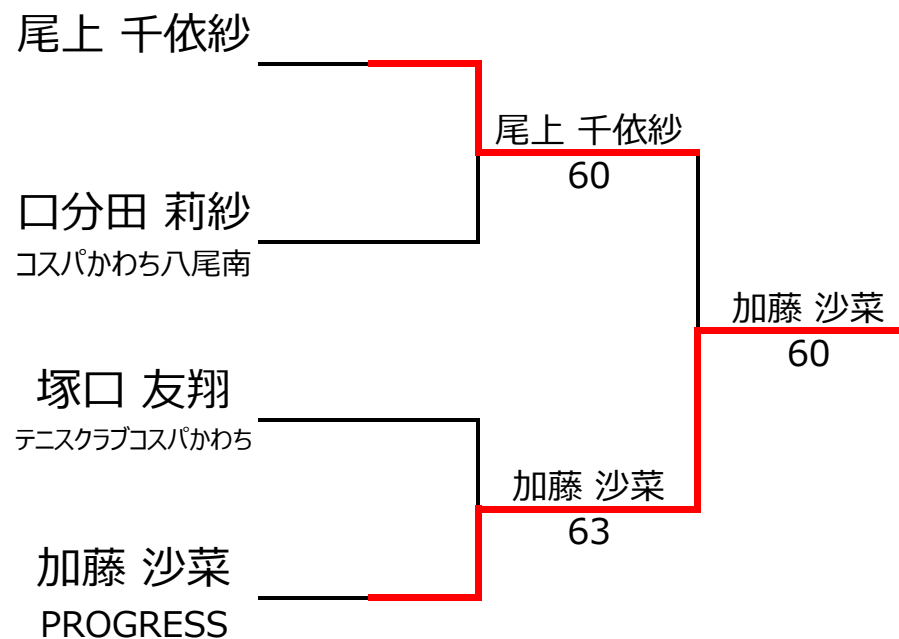 尾上 千依紗
尾上 千依紗
60
口分田 莉紗
コスパかわち八尾南
加藤 沙菜
60
塚口 友翔
テニスクラブコスパかわち
加藤 沙菜
63
加藤 沙菜
PROGRESS